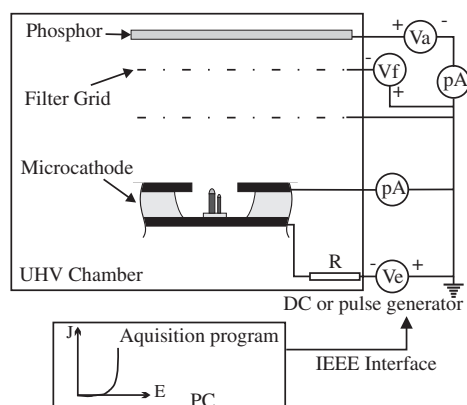 Phosphor
+ Va -
- Vf +
pA
Filter Grid
Microcathode
pA
R
- Ve +
UHV Chamber
DC or pulse generator
J
Aquisition program
IEEE Interface
E
PC